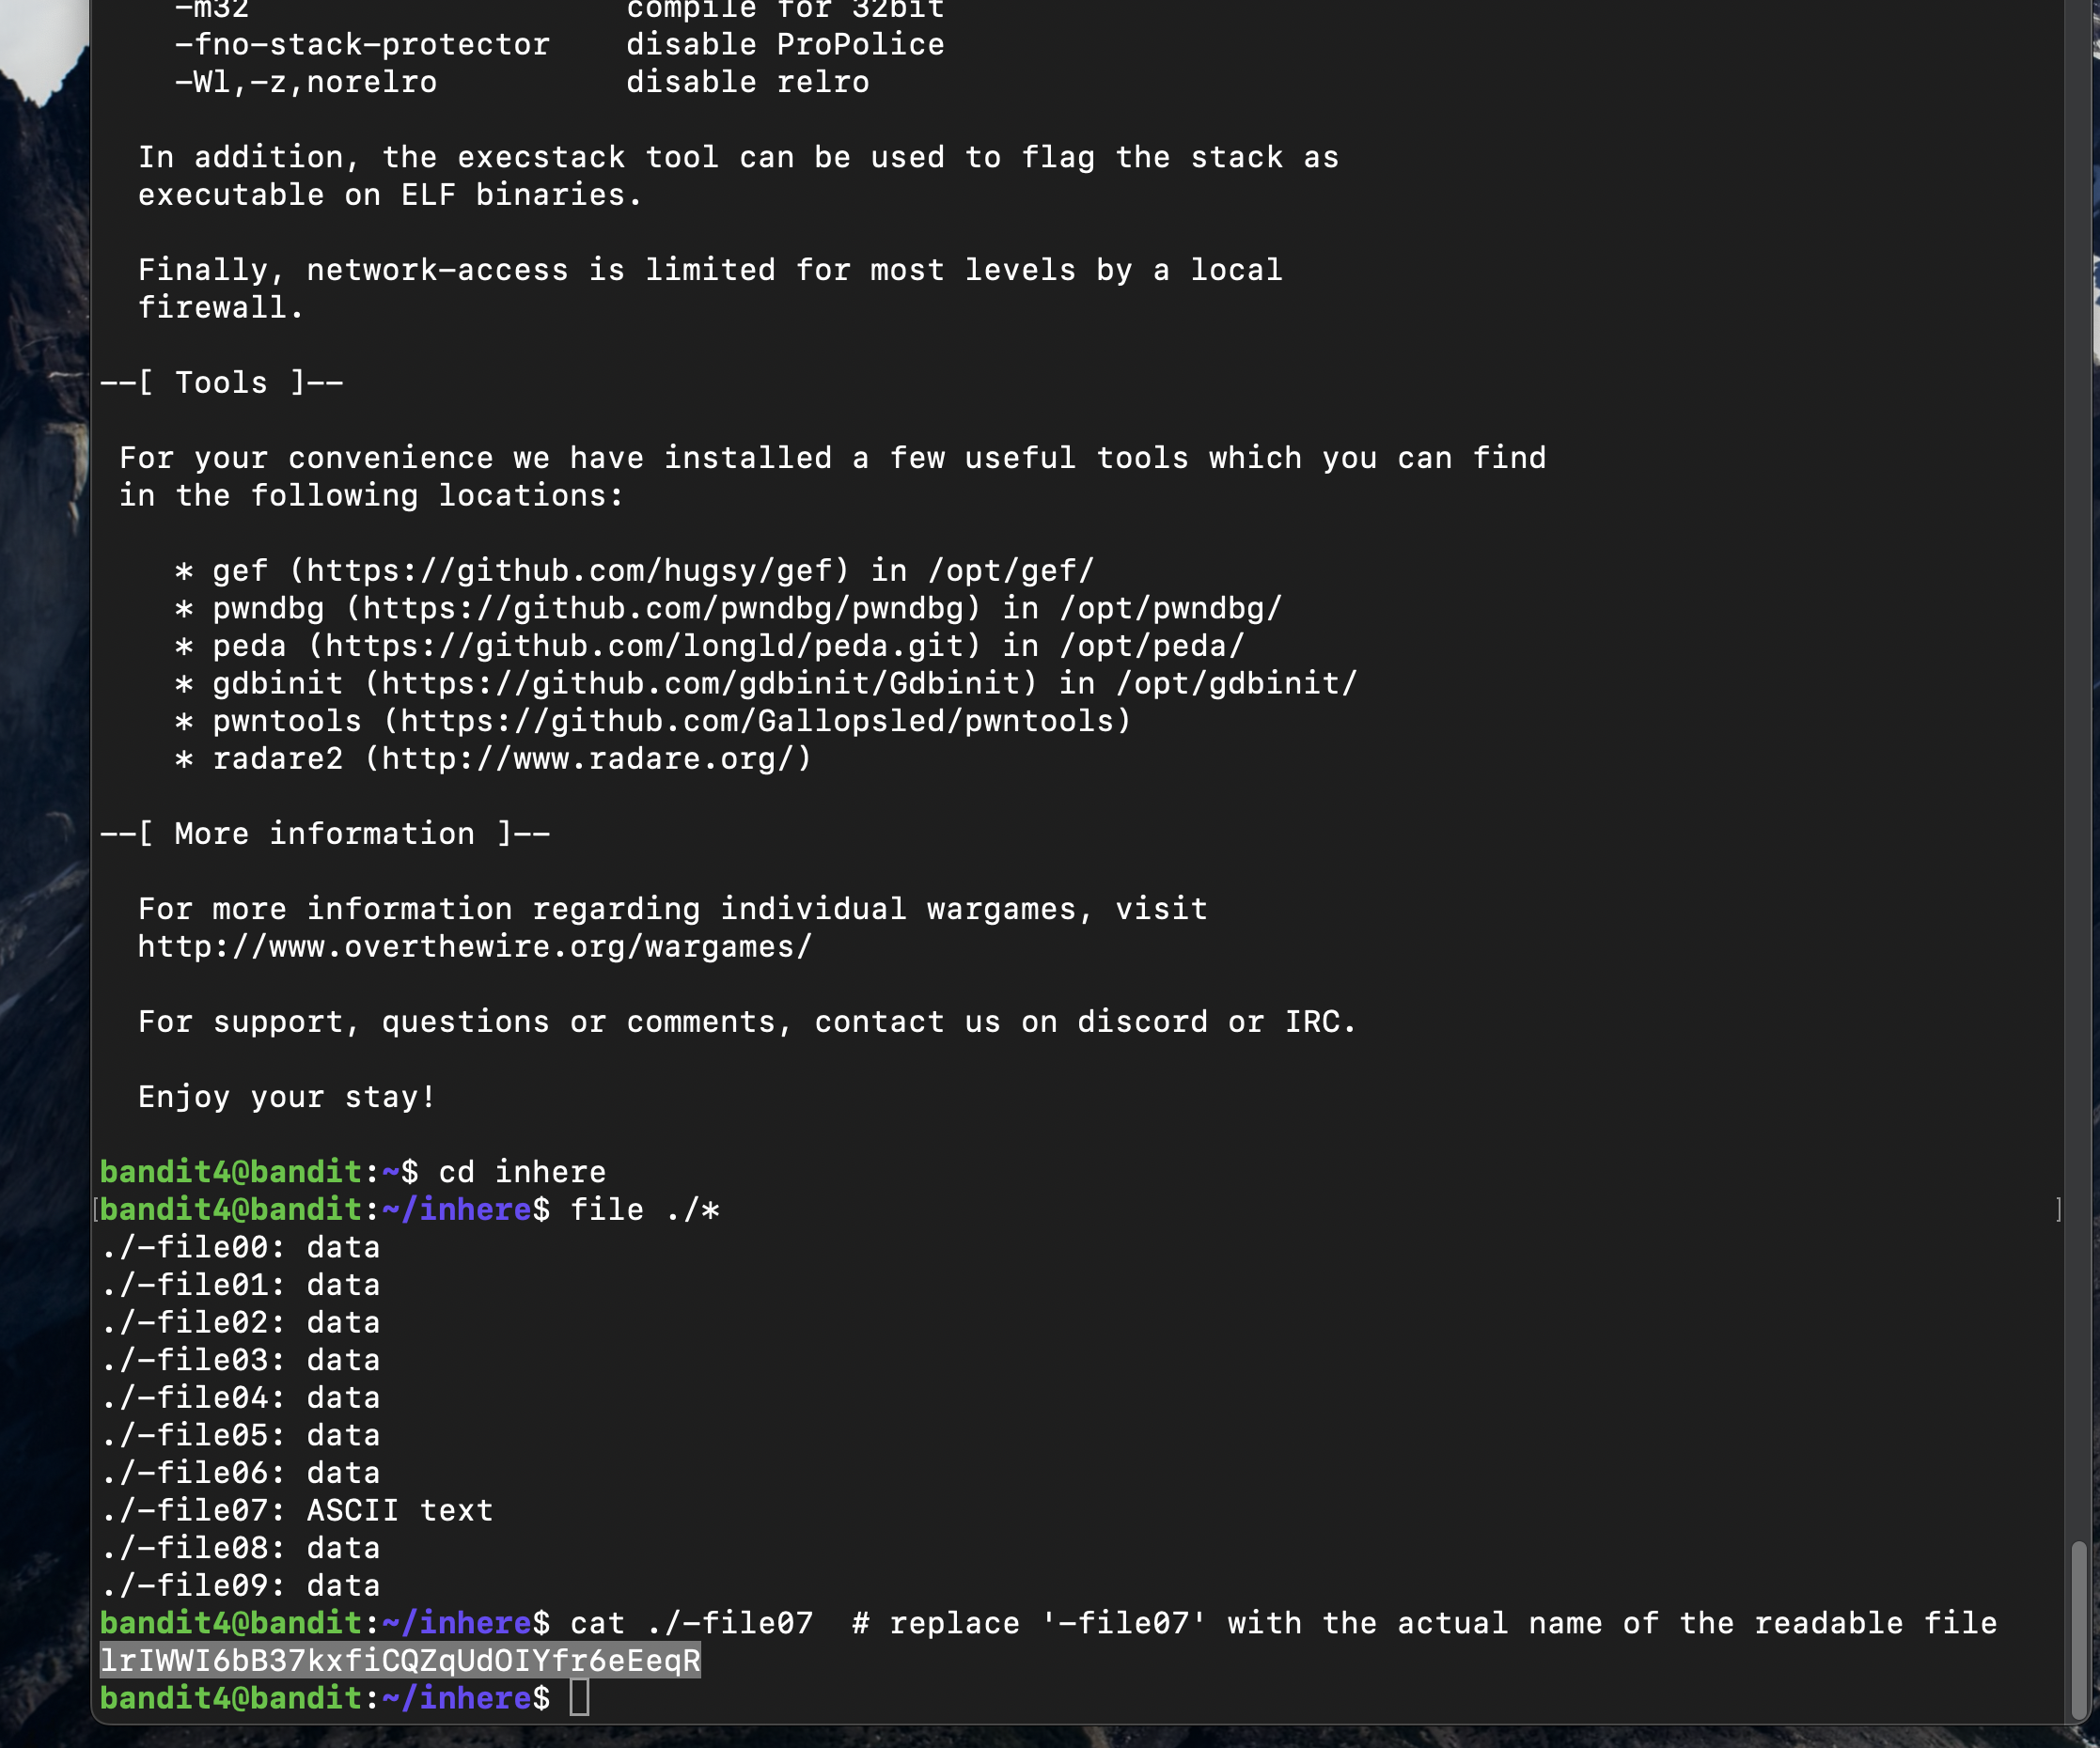 -m32                    compile for 32bit
-fno-stack-protector    disable ProPolice
-Wl,-z,norelro          disable relro
In addition, the execstack tool can be used to flag the stack as
executable on ELF binaries.
Finally, network-access is limited for most levels by a local
firewall.
--[ Tools ]--
For your convenience we have installed a few useful tools which you can find
in the following locations:
* gef (https://github.com/hugsy/gef) in /opt/gef/
* pwndbg (https://github.com/pwndbg/pwndbg) in /opt/pwndbg/
* peda (https://github.com/longld/peda.git) in /opt/peda/
* gdbinit (https://github.com/gdbinit/Gdbinit) in /opt/gdbinit/
* pwntools (https://github.com/Gallopsled/pwntools)
* radare2 (http://www.radare.org/)
--[ More information ]--
For more information regarding individual wargames, visit
http://www.overthewire.org/wargames/
For support, questions or comments, contact us on discord or IRC.
Enjoy your stay!
bandit4@bandit:~$ cd inhere
[bandit4@bandit:~/inhere$ file ./* ]
./-file00: data
./-file01: data
./-file02: data
./-file03: data
./-file04: data
./-file05: data
./-file06: data
./-file07: ASCII text
./-file08: data
./-file09: data
bandit4@bandit:~/inhere$ cat ./-file07  # replace '-file07' with the actual name of the readable file
lrIWWI6bB37kxfiCQZqUdOIYfr6eEeqR
bandit4@bandit:~/inhere$